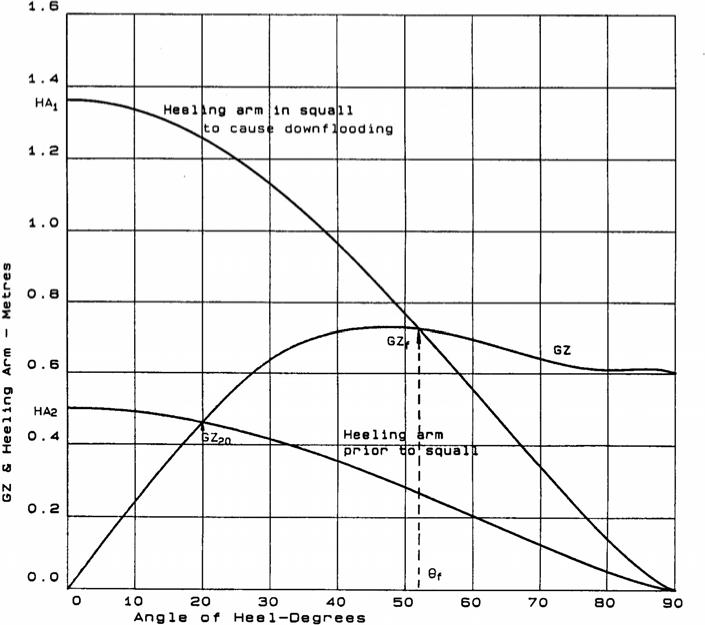 1.6
1.4
HA1
Heeling arm in squall
to cause downflooding
1.2
1.0
0.8
GZf
GZ
0.6
HA2
GZ20
Heeling arm
prior to squall
0.4
0.2
0.0
θf
GZ & Heeling Arm - Metres
0 10 20 30 40 50 60 70 80 90
Angle of Heel-Degrees